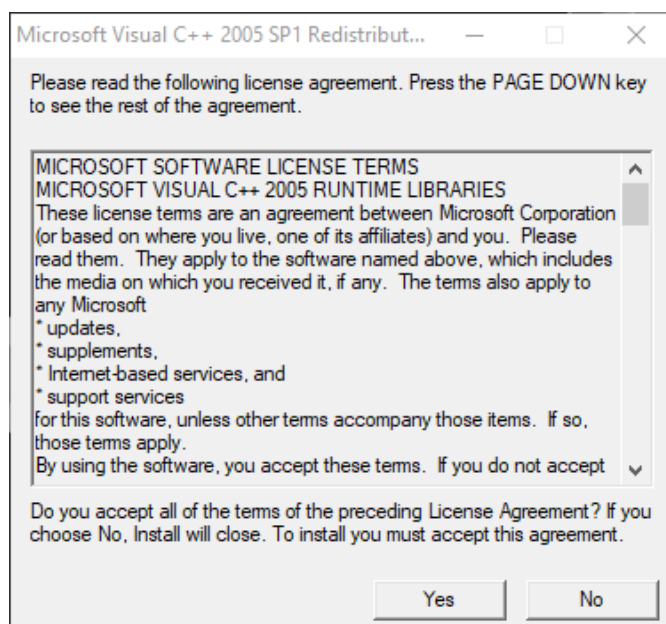 Microsoft Visual C++ 2005 SP1 Redistribut...
Please read the following license agreement. Press the PAGE DOWN key
to see the rest of the agreement.
MICROSOFT SOFTWARE LICENSE TERMS
MICROSOFT VISUAL C++ 2005 RUNTIME LIBRARIES
These license terms are an agreement between Microsoft Corporation
(or based on where you live, one of its affiliates) and you.  Please
read them.  They apply to the software named above, which includes
the media on which you received it, if any.  The terms also apply to
any Microsoft
* updates,
* supplements,
* Internet-based services, and
* support services
for this software, unless other terms accompany those items.  If so,
those terms apply.
By using the software, you accept these terms.  If you do not accept
Do you accept all of the terms of the preceding License Agreement? If you
choose No, Install will close. To install you must accept this agreement.
Yes
No